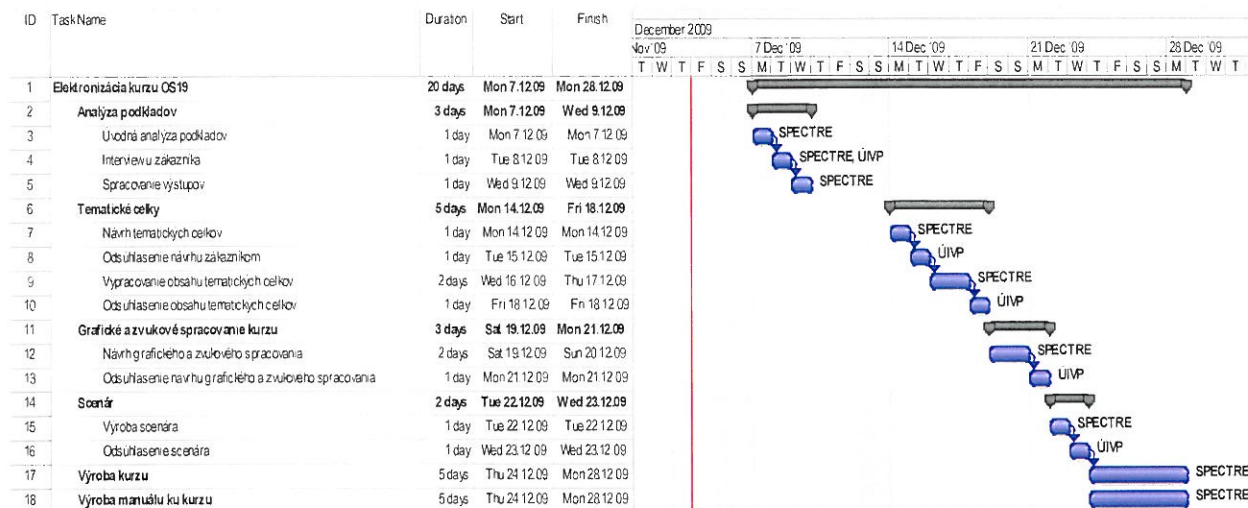 ID Task Name Duration Start Finish
December 2009
Nov '09 7 Dec '09 14 Dec '09 21 Dec '09 28 Dec '09
T W T F S S M T W T F S S M T W T F S S M T W T F S S M T W T
1 Elektronizácia kurzu OS19 20 days Mon 7.12.09 Mon 28.12.09
2 Analýza podkladov 3 days Mon 7.12.09 Wed 9.12.09
3 Úvodná analýza podkladov 1 day Mon 7.12.09 Mon 7.12.09 SPECTRE
4 Interview u zákazníka 1 day Tue 8.12.09 Tue 8.12.09 SPECTRE, ÚIVP
5 Spracovanie výstupov 1 day Wed 9.12.09 Wed 9.12.09 SPECTRE
6 Tematické celky 5 days Mon 14.12.09 Fri 18.12.09
7 Návrh tematických celkov 1 day Mon 14.12.09 Mon 14.12.09 SPECTRE
8 Odsúhlasenie návrhu zákazníkom 1 day Tue 15.12.09 Tue 15.12.09 ÚIVP
9 Vypracovanie obsahu tematických celkov 2 days Wed 16.12.09 Thu 17.12.09 SPECTRE
10 Odsúhlasenie obsahu tematických celkov 1 day Fri 18.12.09 Fri 18.12.09 ÚIVP
11 Grafické a zvukové spracovanie kurzu 3 days Sat 19.12.09 Mon 21.12.09
12 Návrh grafického a zvukového spracovania 2 days Sat 19.12.09 Sun 20.12.09 SPECTRE
13 Odsúhlasenie návrhu grafického a zvukového spracovania 1 day Mon 21.12.09 Mon 21.12.09 ÚIVP
14 Scenár 2 days Tue 22.12.09 Wed 23.12.09
15 Výroba scenára 1 day Tue 22.12.09 Tue 22.12.09 SPECTRE
16 Odsúhlasenie scenára 1 day Wed 23.12.09 Wed 23.12.09 ÚIVP
17 Výroba kurzu 5 days Thu 24.12.09 Mon 28.12.09 SPECTRE
18 Výroba manuálu ku kurzu 5 days Thu 24.12.09 Mon 28.12.09 SPECTRE